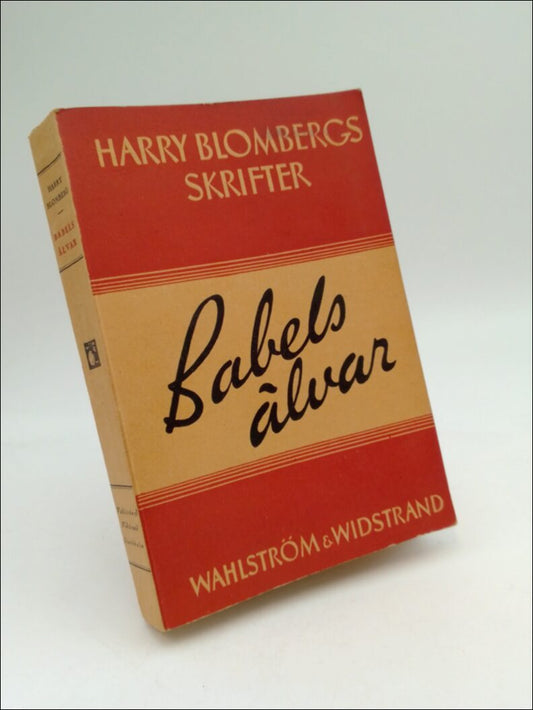 HARRY BLOMBERGS
SKRIFTER
Babels
älvar
WAHLSTRÖM & WIDSTRAND
HARRY
BLOMBERG
BABELS
ÄLVAR